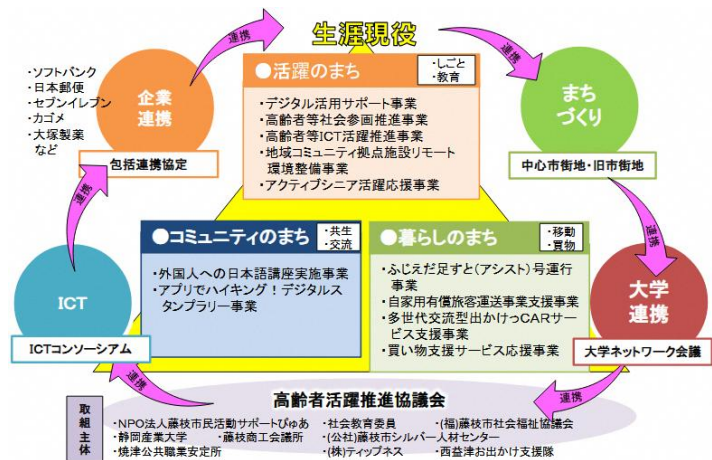 生涯現役
連携
連携
●活躍のまち
・しごと
・教育
・デジタル活用サポート事業
・高齢者等社会参画推進事業
・高齢者等ICT活躍推進事業
・地域コミュニティ拠点施設リモート
環境整備事業
・アクティブシニア活躍応援事業
・ソフトバンク
・日本郵便
・セブンイレブン
・カゴメ
・大塚製薬
など
企業
連携
包括連携協定
まち
づくり
中心市街地・旧市街地
連携
連携
●コミュニティのまち
・共生
・交流
・外国人への日本語講座実施事業
・アプリでハイキング！デジタルス
タンプラリー事業
●暮らしのまち
・移動
・買物
・ふじえだ足すと(アシスト)号運行
事業
・自家用有償旅客運送事業支援事業
・多世代交流型出かけっCARサー
ビス支援事業
・買い物支援サービス応援事業
ICT
ICTコンソーシアム
大学
連携
大学ネットワーク会議
連携
連携
高齢者活躍推進協議会
取組主体
・NPO法人藤枝市民活動サポートぴゅあ ・社会教育委員 ・(福)藤枝市社会福祉協議会
・静岡産業大学 ・藤枝商工会議所 ・(公社)藤枝市シルバー人材センター
・焼津公共職業安定所 ・(株)ティップネス ・西益津お出かけ支援隊